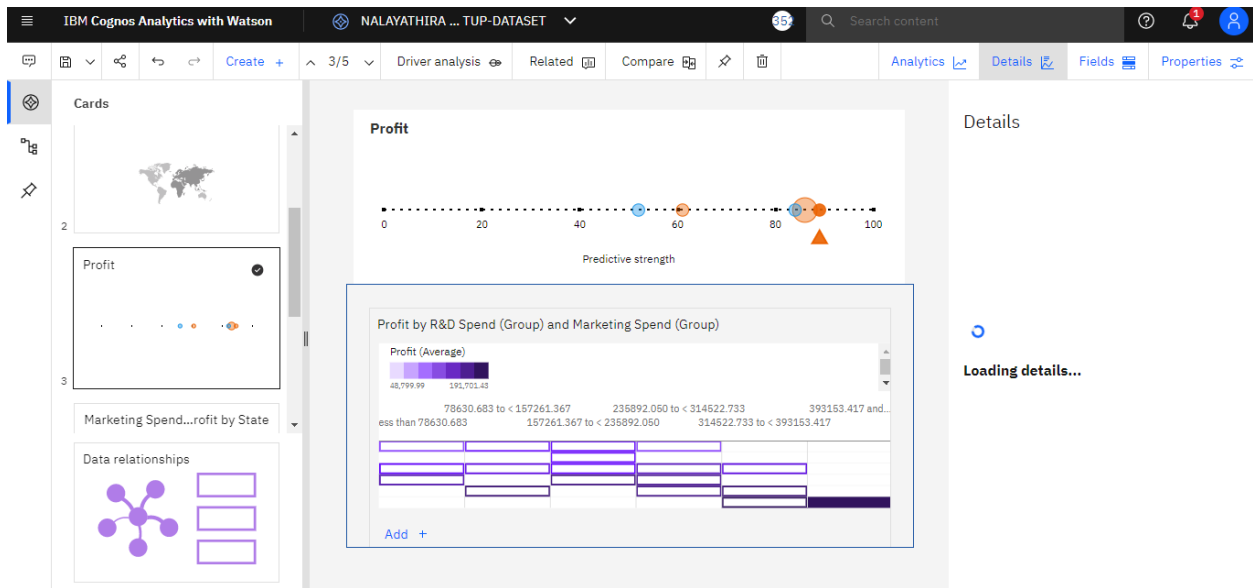 IBM Cognos Analytics with Watson
NALAYATHIRA ... TUP-DATASET
352
Search content
1
Create +
3/5
Driver analysis
Related
Compare
Analytics
Details
Fields
Properties
Cards
2
Profit
3
Marketing Spend...rofit by State
Data relationships
Profit
0 20 40 60 80 100
Predictive strength
Profit by R&D Spend (Group) and Marketing Spend (Group)
Profit (Average)
48,799.99 191,701.43
78630.683 to < 157261.367 235892.050 to < 314522.733 393153.417 and...
ess than 78630.683 157261.367 to < 235892.050 314522.733 to < 393153.417
Add +
Details
Loading details...